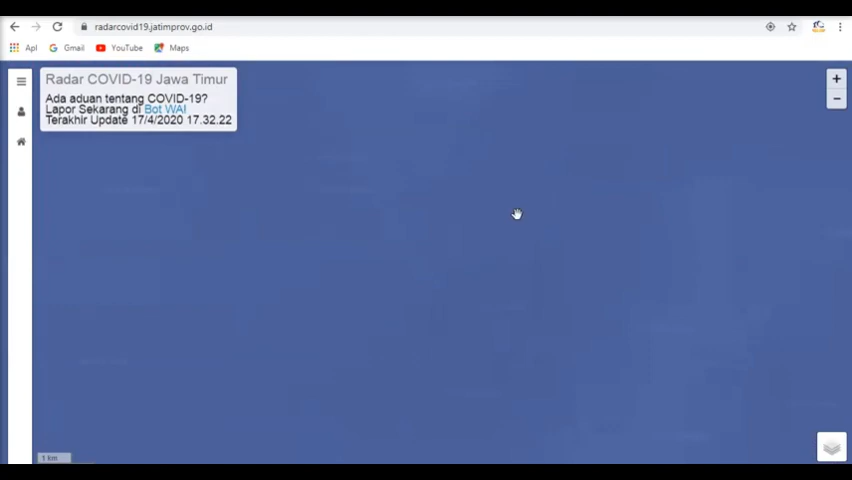 radarcovid19.jatimprov.go.id
Apl Gmail YouTube Maps
Radar COVID-19 Jawa Timur
Ada aduan tentang COVID-19?
Lapor Sekarang di Bot WA!
Terakhir Update 17/4/2020 17.32.22
+
−
1 km